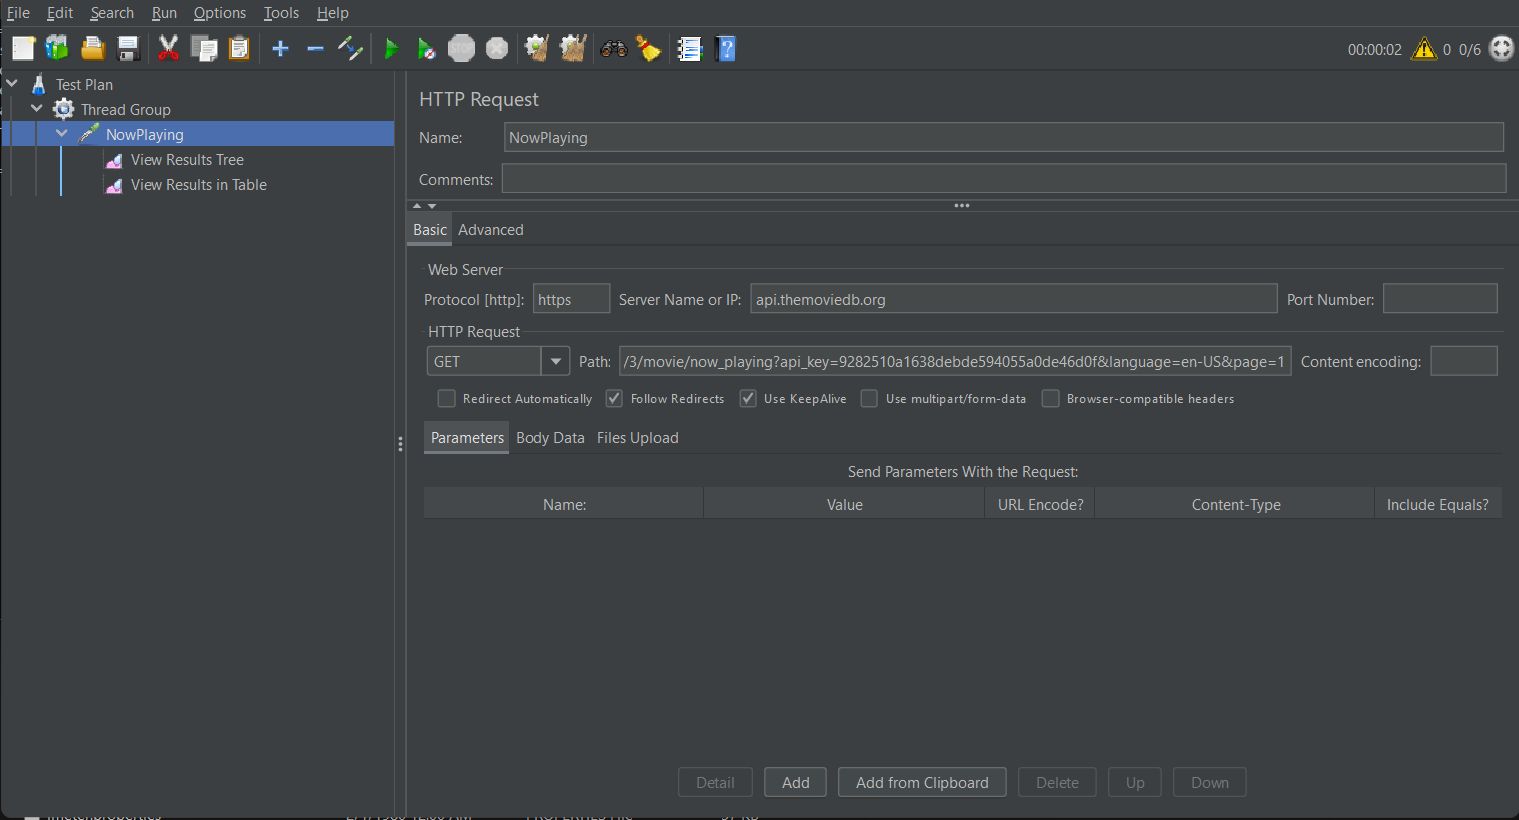 File Edit Search Run Options Tools Help
STOP 00:00:02 0 0/6
Test Plan
Thread Group
NowPlaying
View Results Tree
View Results in Table
HTTP Request
Name: NowPlaying
Comments:
Basic Advanced
Web Server
Protocol [http]: https Server Name or IP: api.themoviedb.org Port Number:
HTTP Request
GET Path: /3/movie/now_playing?api_key=9282510a1638debde594055a0de46d0f&language=en-US&page=1 Content encoding:
Redirect Automatically Follow Redirects Use KeepAlive Use multipart/form-data Browser-compatible headers
Parameters Body Data Files Upload
Send Parameters With the Request:
Name: Value URL Encode? Content-Type Include Equals?
Detail Add Add from Clipboard Delete Up Down